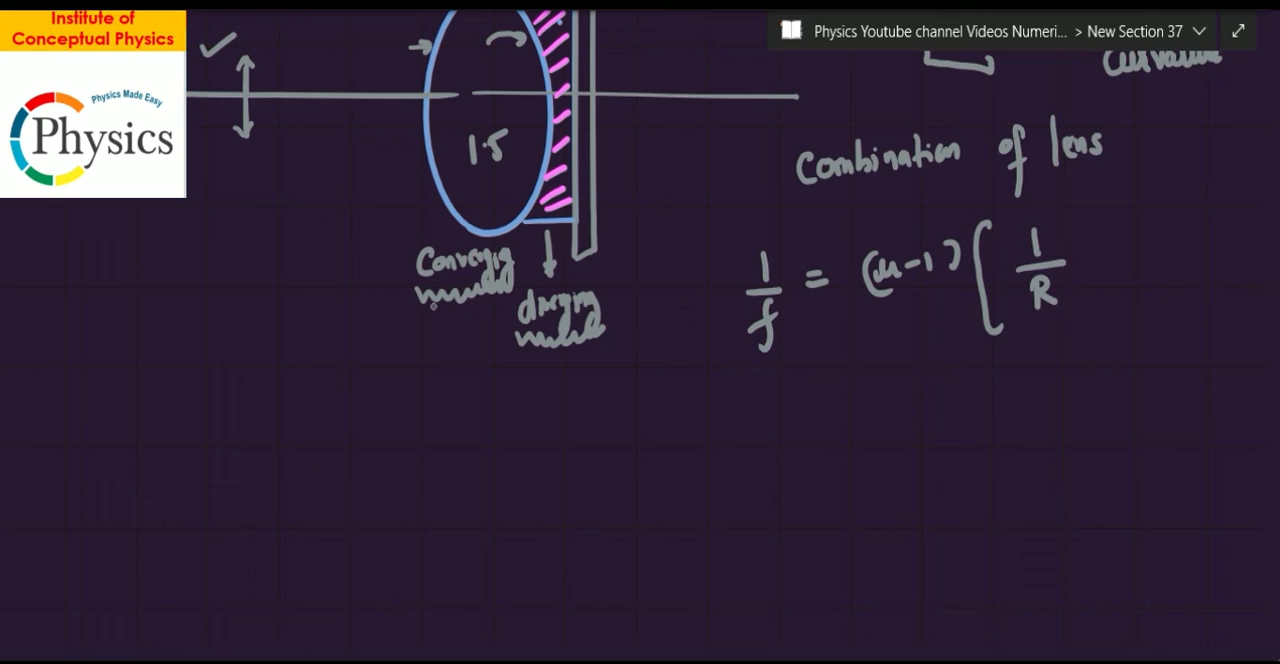 Institute of
Conceptual Physics
Physics Made Easy
Physics
Physics Youtube channel Videos Numeri... > New Section 37
1.5
Combination of lens
1/f = (μ-1) [ 1/R